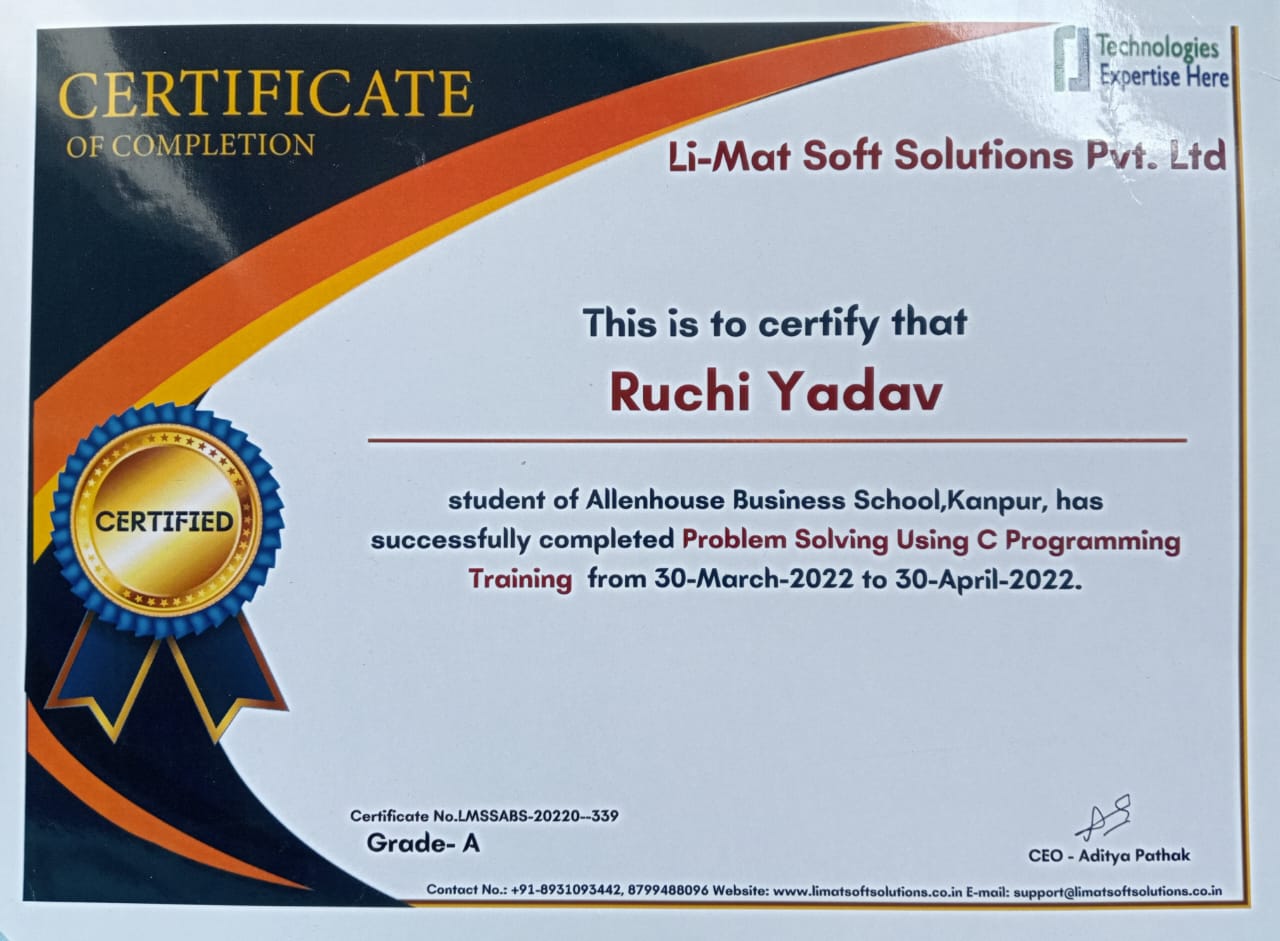 CERTIFICATE
OF COMPLETION
Technologies
Expertise Here
Li-Mat Soft Solutions Pvt. Ltd
This is to certify that
Ruchi Yadav
CERTIFIED
student of Allenhouse Business School,Kanpur, has
successfully completed Problem Solving Using C Programming
Training from 30-March-2022 to 30-April-2022.
Certificate No.LMSSABS-20220--339
Grade- A
CEO - Aditya Pathak
Contact No.: +91-8931093442, 8799488096 Website: www.limatsoftsolutions.co.in E-mail: support@limatsoftsolutions.co.in